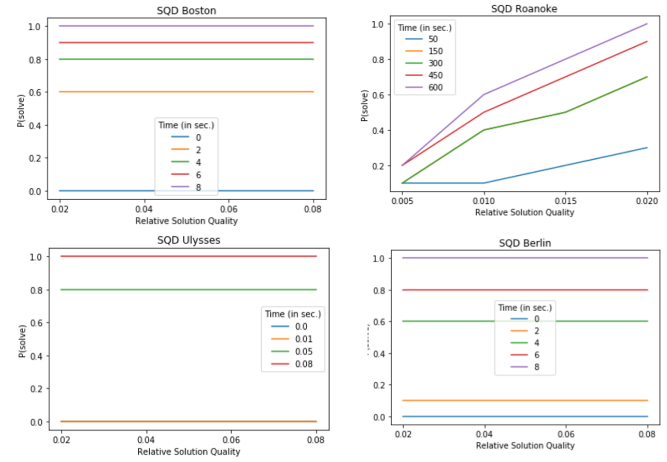 SQD Boston
P(solve)
1.0
0.8
0.6
0.4
0.2
0.0
Time (in sec.)
0
2
4
6
8
0.02 0.04 0.06 0.08
Relative Solution Quality
SQD Roanoke
P(solve)
1.0
0.8
0.6
0.4
0.2
Time (in sec.)
50
150
300
450
600
0.005 0.010 0.015 0.020
Relative Solution Quality
SQD Ulysses
P(solve)
1.0
0.8
0.6
0.4
0.2
0.0
Time (in sec.)
0.0
0.01
0.05
0.08
0.02 0.04 0.06 0.08
Relative Solution Quality
SQD Berlin
1.0
0.8
0.6
0.4
0.2
0.0
Time (in sec.)
0
2
4
6
8
0.02 0.04 0.06 0.08
Relative Solution Quality